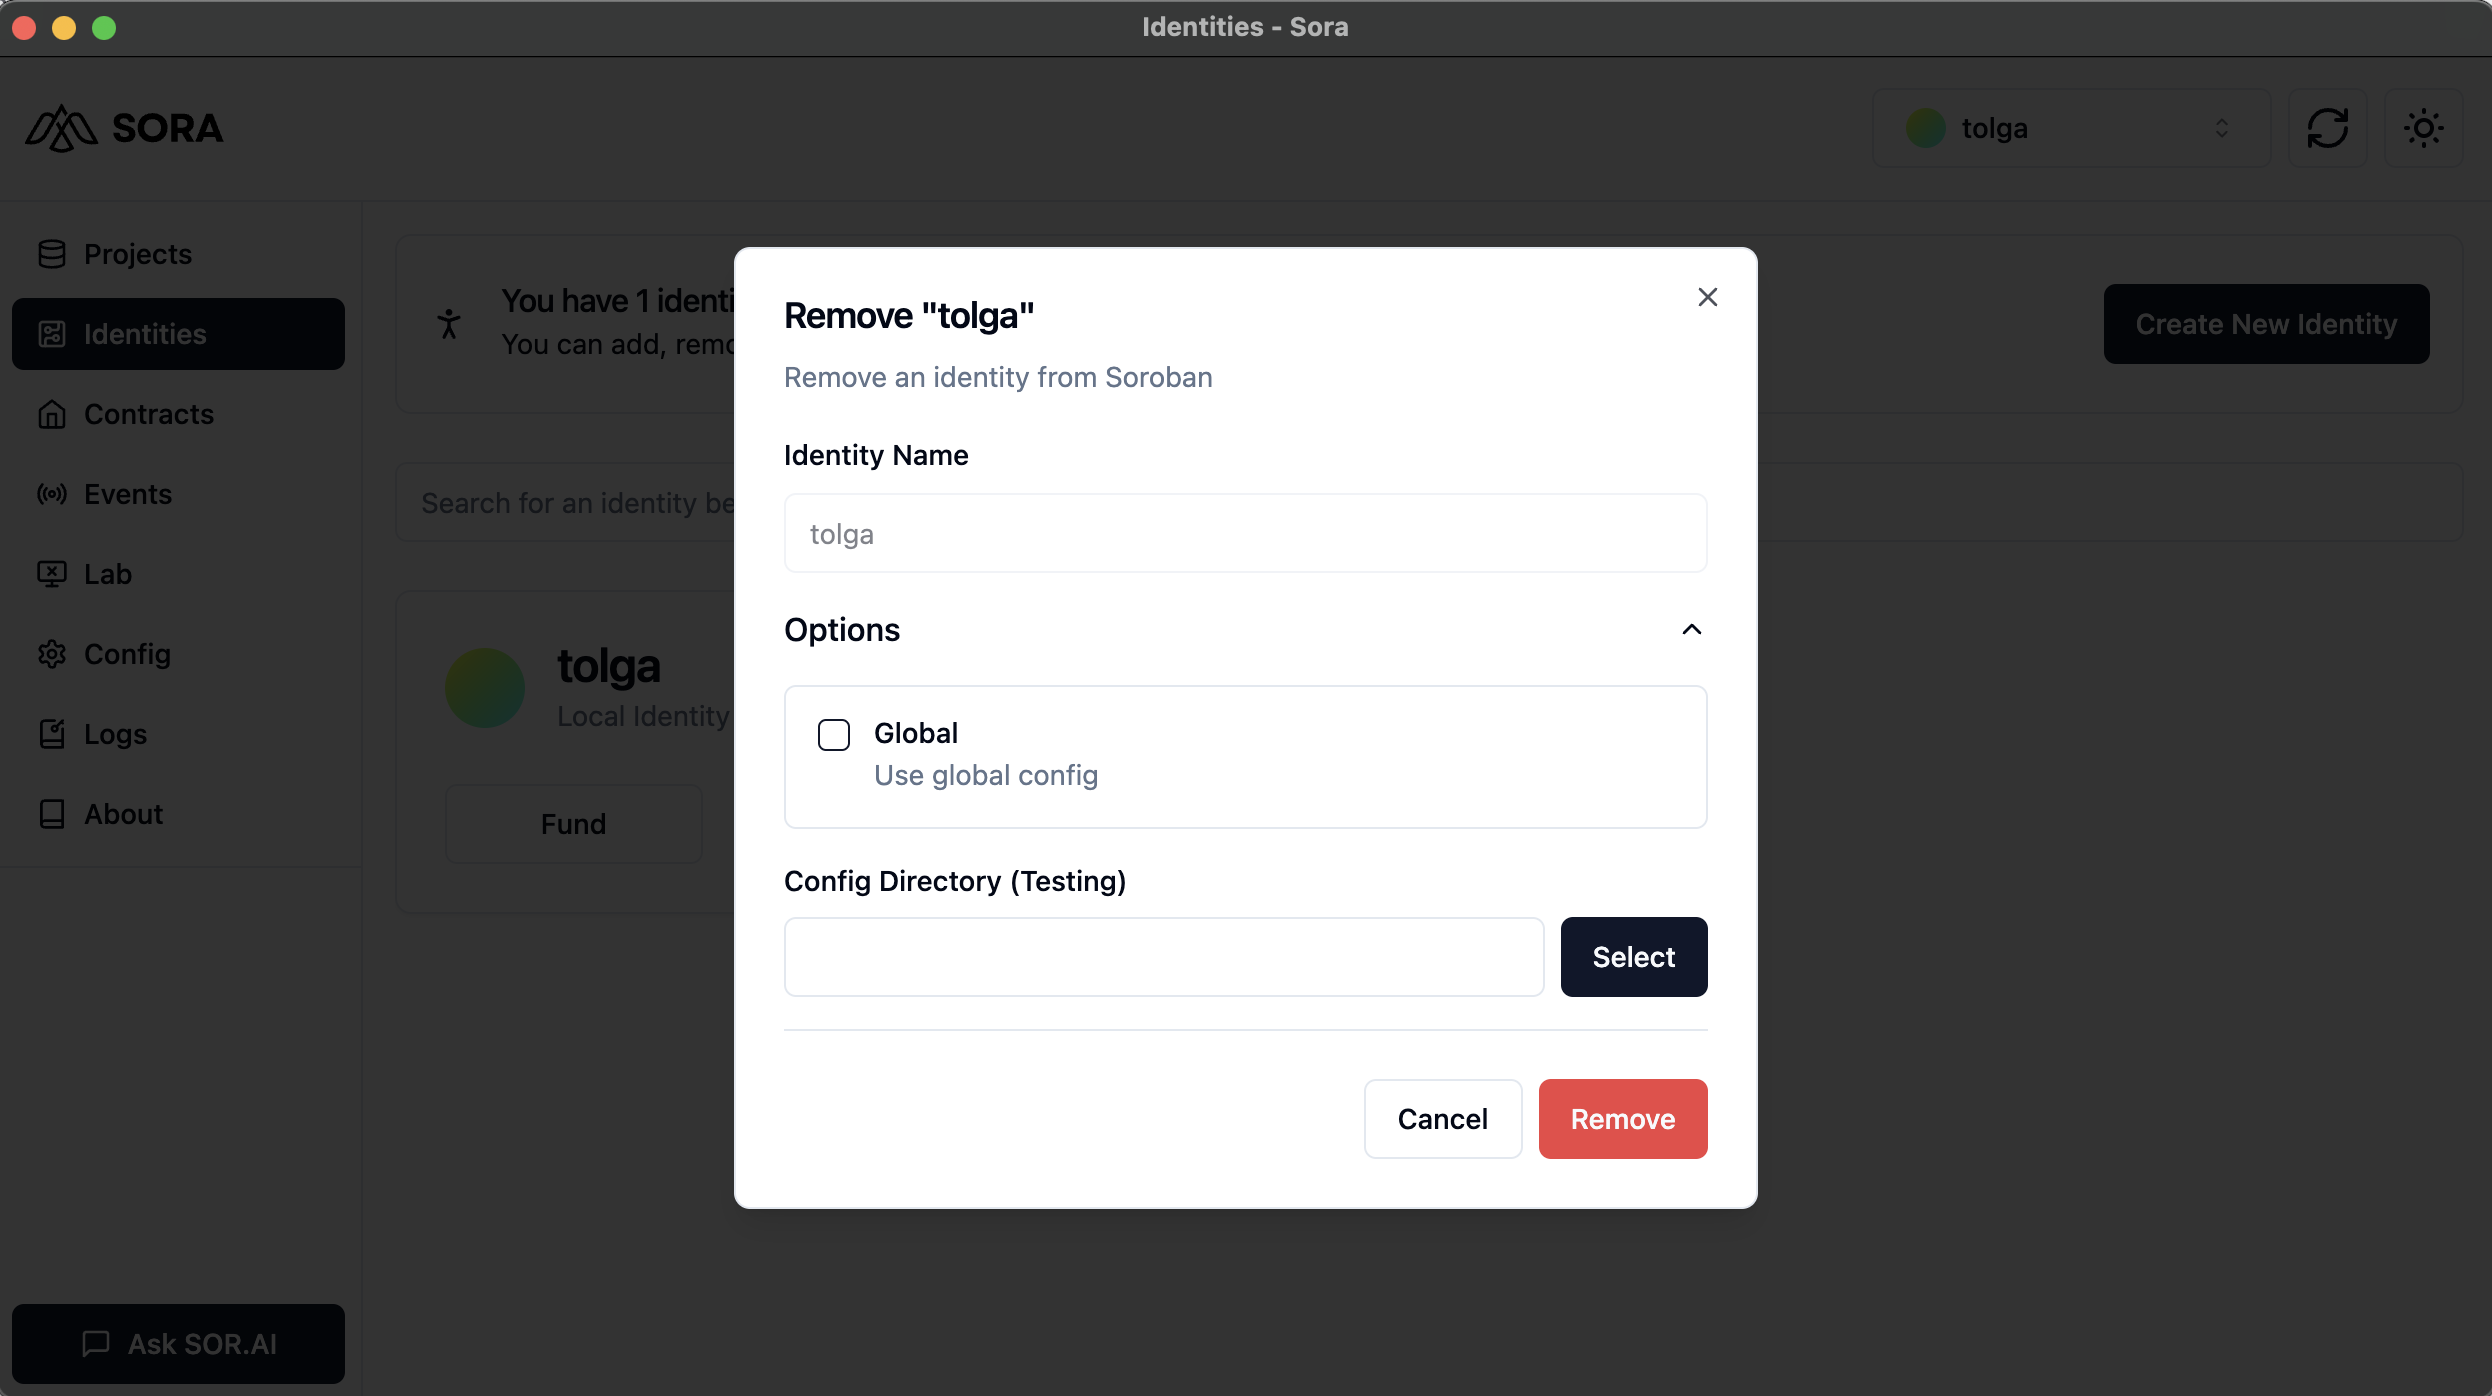 Identities - Sora
SORA
tolga
Projects
Identities
Contracts
Events
Lab
Config
Logs
About
Ask SOR.AI
You have 1 identi
You can add, remo
Create New Identity
Search for an identity be
tolga
Local Identity
Fund
Remove "tolga"
Remove an identity from Soroban
Identity Name
tolga
Options
Global
Use global config
Config Directory (Testing)
Select
Cancel
Remove